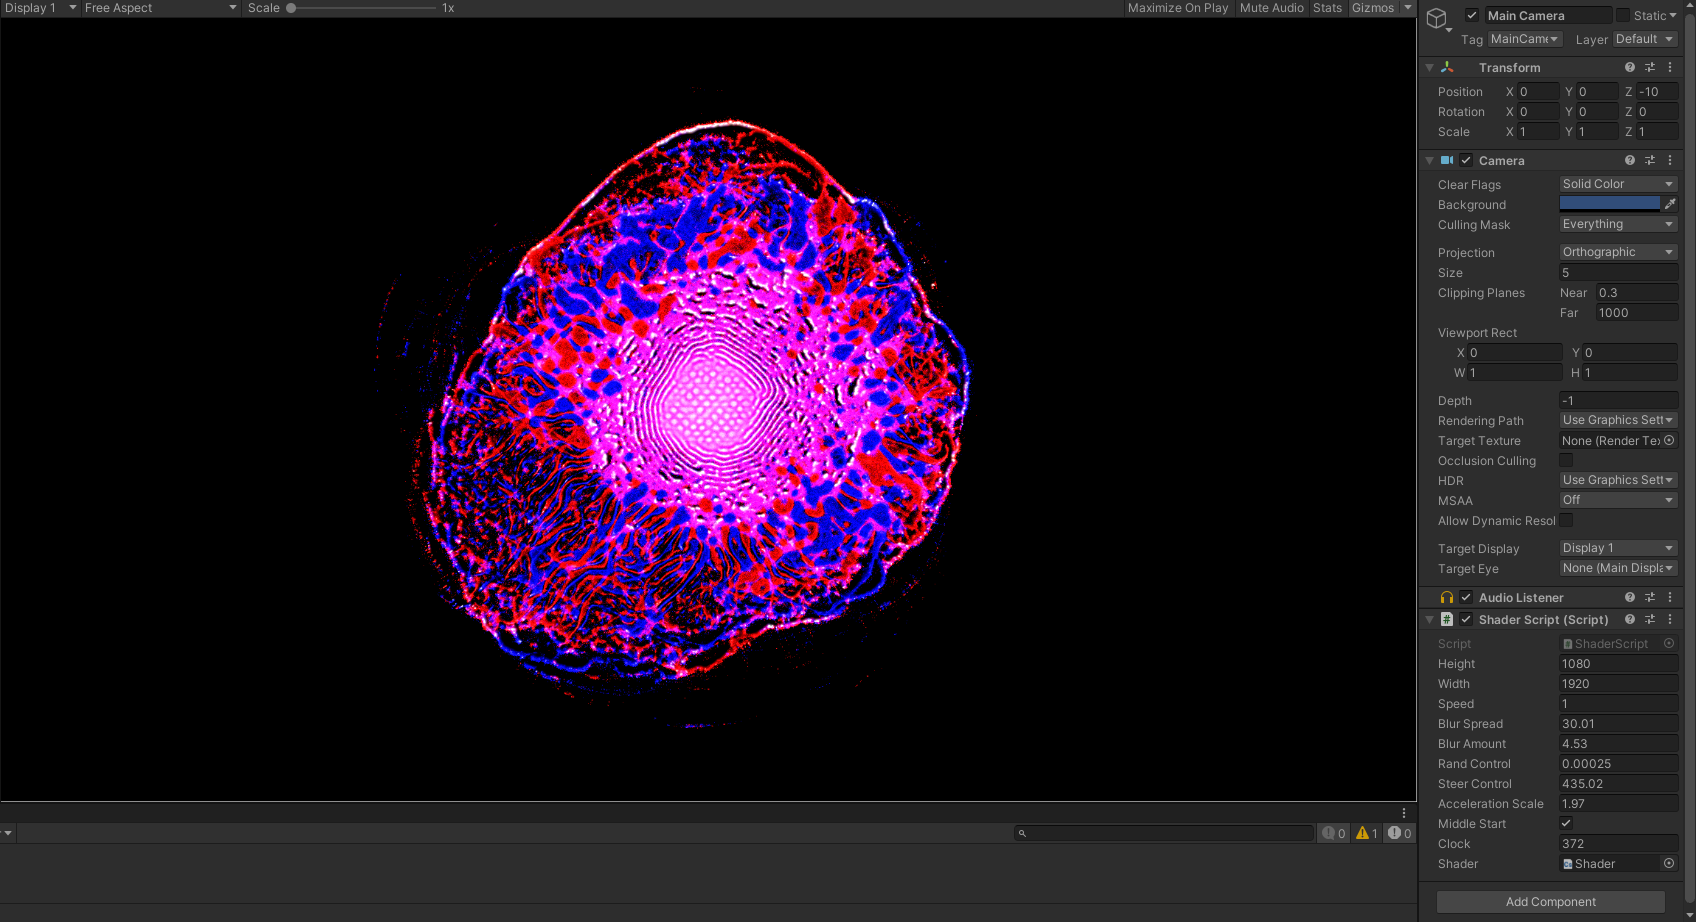 Display 1 Free Aspect Scale 1x Maximize On Play Mute Audio Stats Gizmos
Main Camera Static
Tag MainCame Layer Default
Transform
Position X 0 Y 0 Z -10
Rotation X 0 Y 0 Z 0
Scale X 1 Y 1 Z 1
Camera
Clear Flags Solid Color
Background
Culling Mask Everything
Projection Orthographic
Size 5
Clipping Planes Near 0.3
Far 1000
Viewport Rect
X 0 Y 0
W 1 H 1
Depth -1
Rendering Path Use Graphics Sett
Target Texture None (Render Tex
Occlusion Culling
HDR Use Graphics Sett
MSAA Off
Allow Dynamic Resol
Target Display Display 1
Target Eye None (Main Displa
Audio Listener
Shader Script (Script)
Script ShaderScript
Height 1080
Width 1920
Speed 1
Blur Spread 30.01
Blur Amount 4.53
Rand Control 0.00025
Steer Control 435.02
Acceleration Scale 1.97
Middle Start
0 1 0
Clock 372
Shader Shader
Add Component